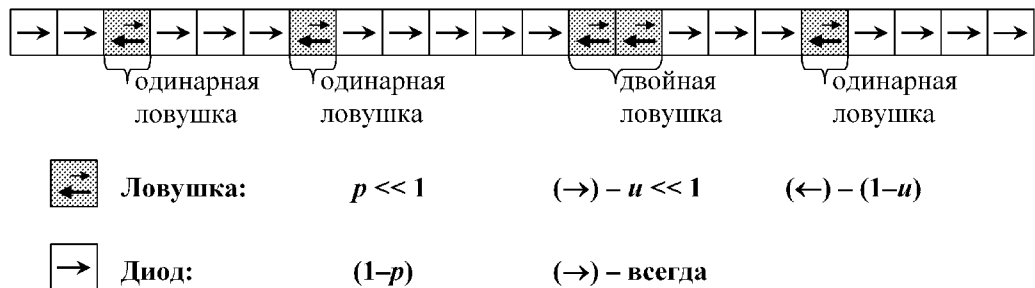 одинарная ловушка
одинарная ловушка
двойная ловушка
одинарная ловушка
Ловушка: p << 1 (→) – u << 1 (←) – (1–u)
Диод: (1–p) (→) – всегда